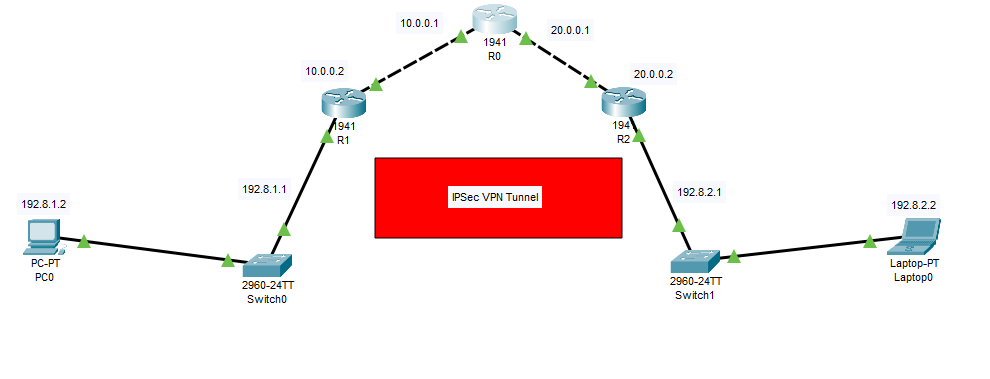 10.0.0.1
20.0.0.1
1941
R0
10.0.0.2
20.0.0.2
1941
R1
194
R2
192.8.1.1
IPSec VPN Tunnel
192.8.2.1
192.8.1.2
192.8.2.2
PC-PT
PC0
2960-24TT
Switch0
2960-24TT
Switch1
Laptop-PT
Laptop0